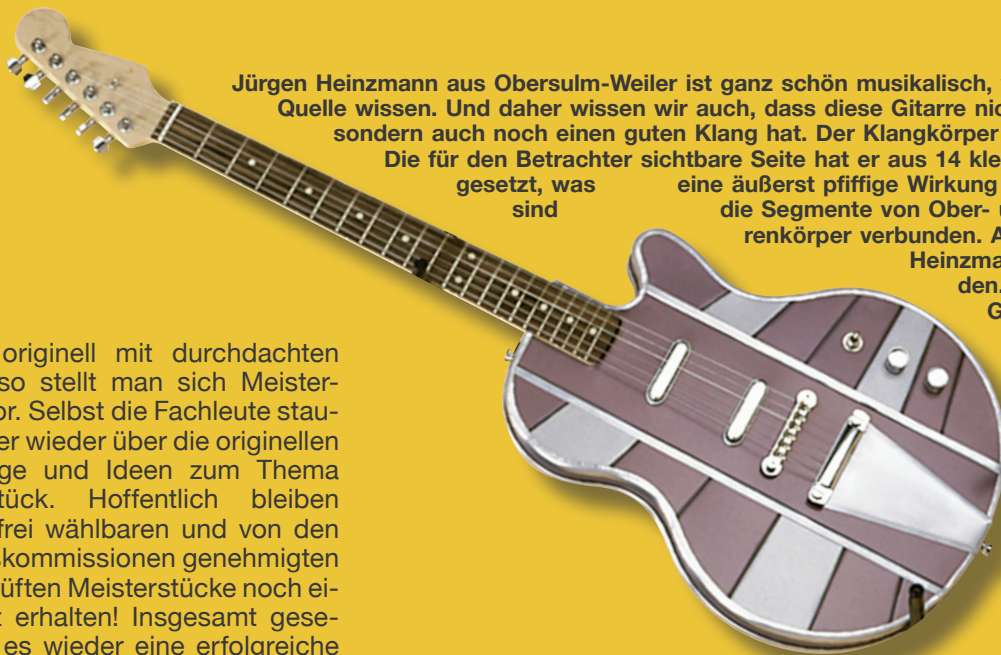 Jürgen Heinzmann aus Obersulm-Weiler ist ganz schön musikalisch,
Quelle wissen. Und daher wissen wir auch, dass diese Gitarre nic
sondern auch noch einen guten Klang hat. Der Klangkörper
Die für den Betrachter sichtbare Seite hat er aus 14 kle
gesetzt, was eine äußerst pfiffige Wirkung
sind die Segmente von Ober-
renkörper verbunden. A
Heinzma
den.
G
originell mit durchdachten
so stellt man sich Meister-
or. Selbst die Fachleute stau-
er wieder über die originellen
ge und Ideen zum Thema
tück. Hoffentlich bleiben
frei wählbaren und von den
skommissionen genehmigten
üften Meisterstücke noch ei-
t erhalten! Insgesamt gese-
es wieder eine erfolgreiche